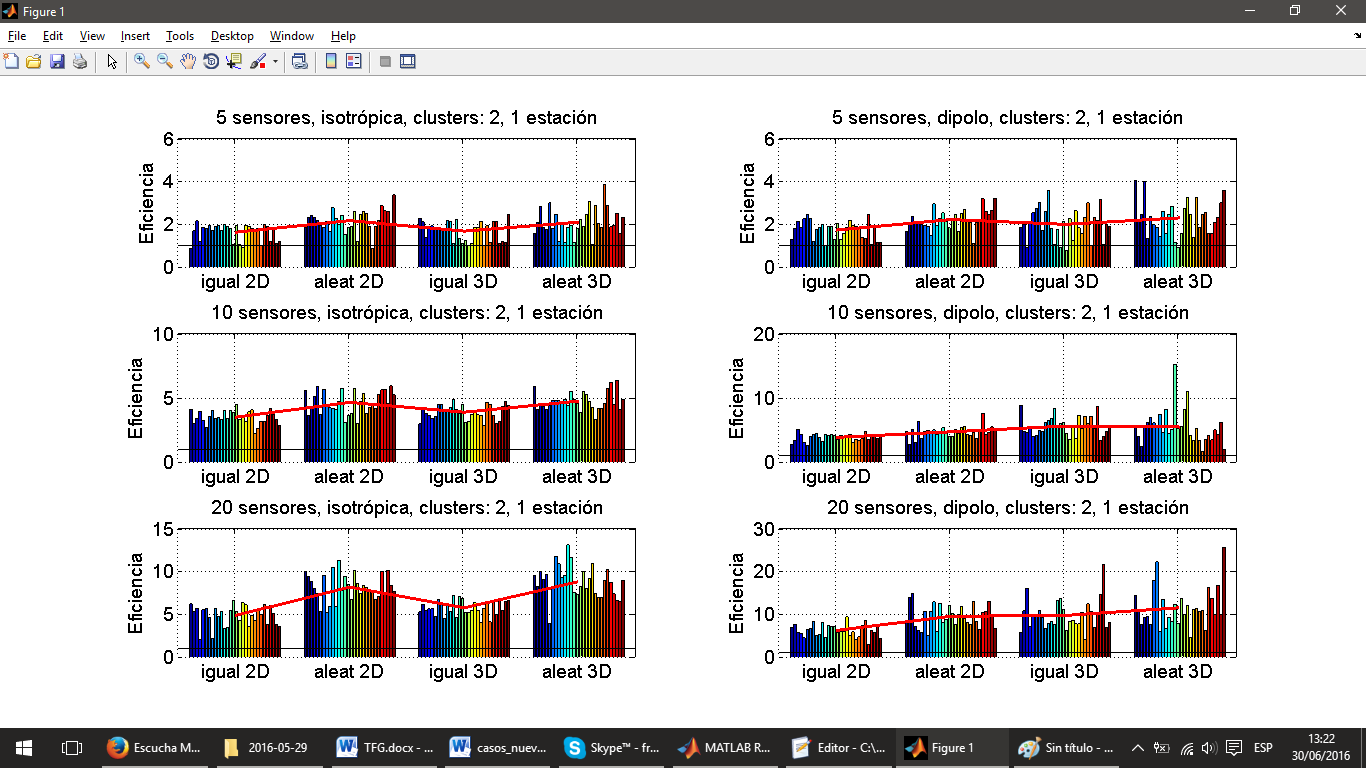 Figure 1
File Edit View Insert Tools Desktop Window Help
5 sensores, isotrópica, clusters: 2, 1 estación
Eficiencia
6
4
2
0
igual 2D aleat 2D igual 3D aleat 3D
5 sensores, dipolo, clusters: 2, 1 estación
Eficiencia
6
4
2
0
igual 2D aleat 2D igual 3D aleat 3D
10 sensores, isotrópica, clusters: 2, 1 estación
Eficiencia
10
5
0
igual 2D aleat 2D igual 3D aleat 3D
10 sensores, dipolo, clusters: 2, 1 estación
Eficiencia
20
10
0
igual 2D aleat 2D igual 3D aleat 3D
20 sensores, isotrópica, clusters: 2, 1 estación
Eficiencia
15
10
5
0
igual 2D aleat 2D igual 3D aleat 3D
20 sensores, dipolo, clusters: 2, 1 estación
Eficiencia
30
20
10
0
igual 2D aleat 2D igual 3D aleat 3D
Escucha M... 2016-05-29 TFG.docx - ... casos_nuev... Skype™ - fr... MATLAB R... Editor - C:\... Figure 1 Sin título - ... ESP 13:22
30/06/2016